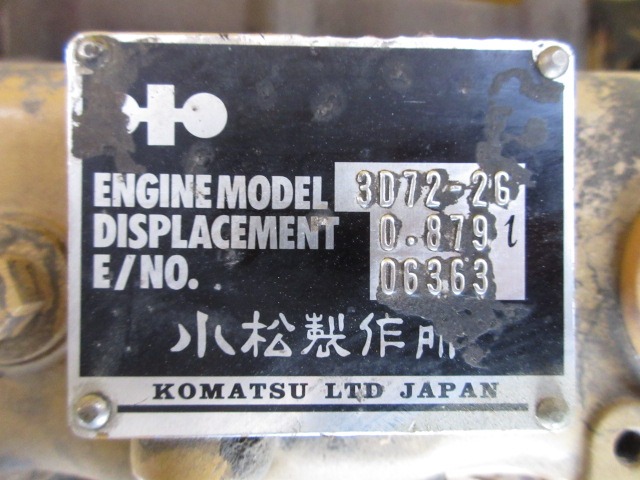 ENGINE MODEL 3D72-2G
DISPLACEMENT 0.879 l
E/NO. 06363
小松製作所
KOMATSU LTD JAPAN